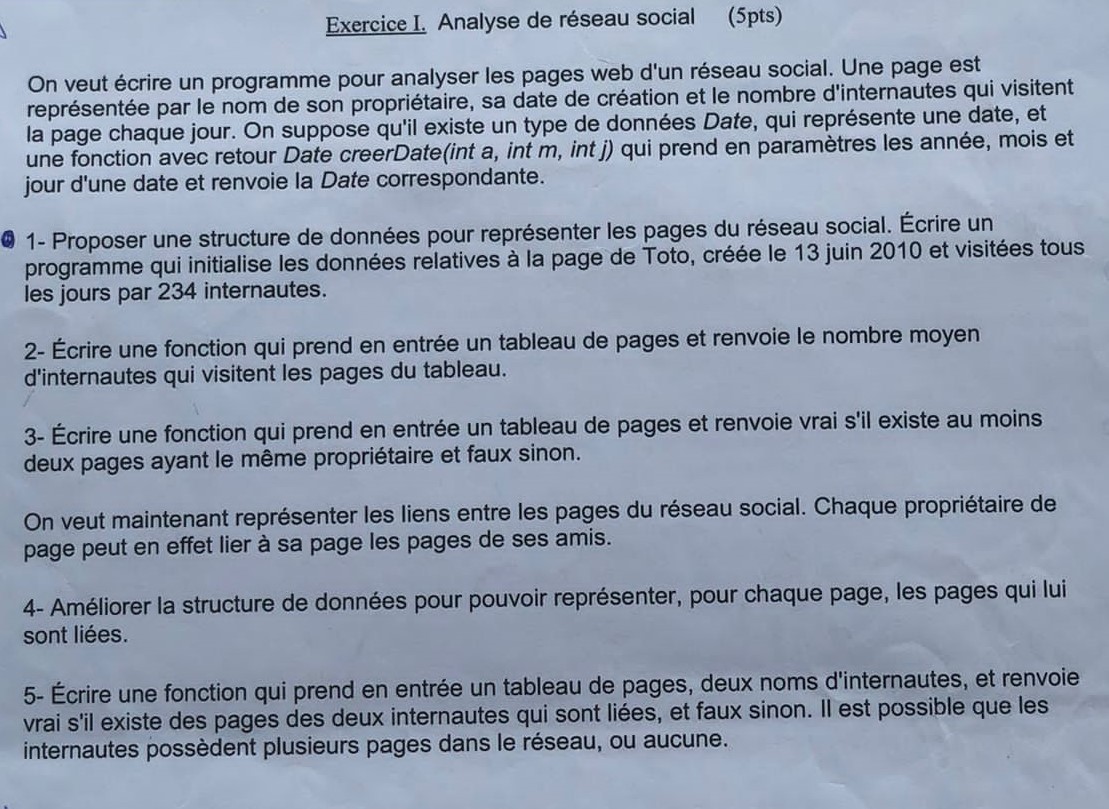 Exercice I. Analyse de réseau social (5pts)
On veut écrire un programme pour analyser les pages web d'un réseau social. Une page est
représentée par le nom de son propriétaire, sa date de création et le nombre d'internautes qui visitent
la page chaque jour. On suppose qu'il existe un type de données Date, qui représente une date, et
une fonction avec retour Date creerDate(int a, int m, int j) qui prend en paramètres les année, mois et
jour d'une date et renvoie la Date correspondante.
1- Proposer une structure de données pour représenter les pages du réseau social. Écrire un
programme qui initialise les données relatives à la page de Toto, créée le 13 juin 2010 et visitées tous
les jours par 234 internautes.
2- Écrire une fonction qui prend en entrée un tableau de pages et renvoie le nombre moyen
d'internautes qui visitent les pages du tableau.
3- Écrire une fonction qui prend en entrée un tableau de pages et renvoie vrai s'il existe au moins
deux pages ayant le même propriétaire et faux sinon.
On veut maintenant représenter les liens entre les pages du réseau social. Chaque propriétaire de
page peut en effet lier à sa page les pages de ses amis.
4- Améliorer la structure de données pour pouvoir représenter, pour chaque page, les pages qui lui
sont liées.
5- Écrire une fonction qui prend en entrée un tableau de pages, deux noms d'internautes, et renvoie
vrai s'il existe des pages des deux internautes qui sont liées, et faux sinon. Il est possible que les
internautes possèdent plusieurs pages dans le réseau, ou aucune.